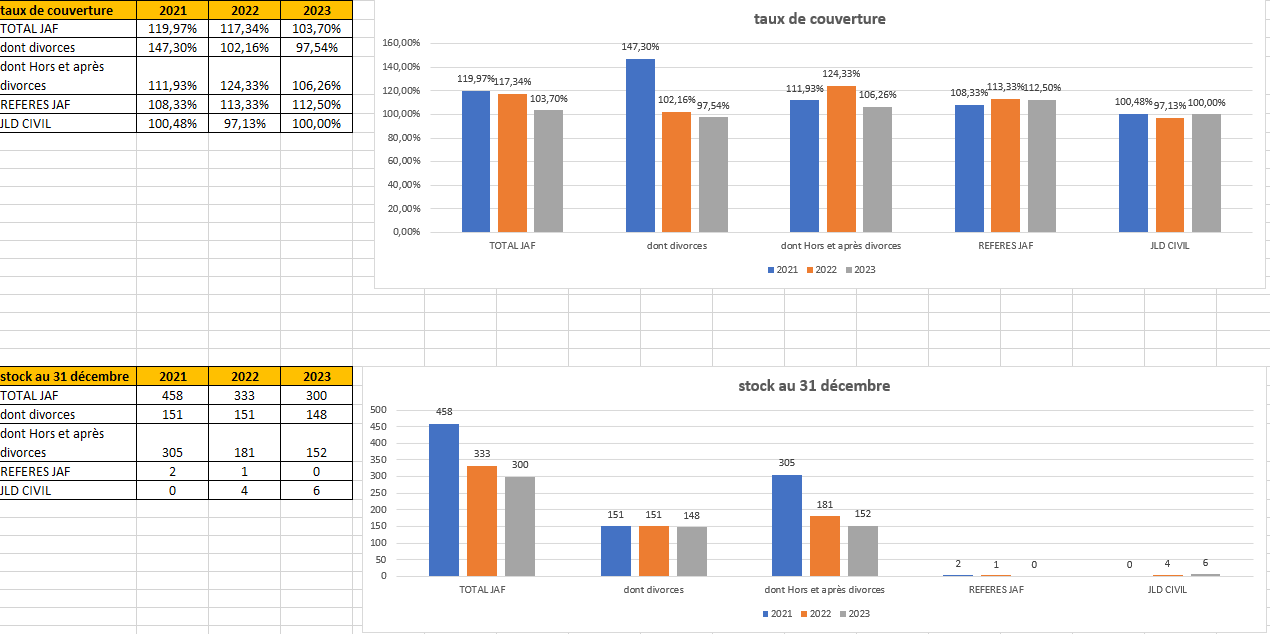 taux de couverture 2021 2022 2023
TOTAL JAF 119,97% 117,34% 103,70%
dont divorces 147,30% 102,16% 97,54%
dont Hors et après
divorces 111,93% 124,33% 106,26%
REFERES JAF 108,33% 113,33% 112,50%
JLD CIVIL 100,48% 97,13% 100,00%
taux de couverture
160,00%
140,00%
120,00%
100,00%
80,00%
60,00%
40,00%
20,00%
0,00%
119,97% 117,34% 103,70%
147,30% 102,16% 97,54%
111,93% 124,33% 106,26%
108,33% 113,33% 112,50%
100,48% 97,13% 100,00%
TOTAL JAF dont divorces dont Hors et après divorces REFERES JAF JLD CIVIL
2021 2022 2023
stock au 31 décembre 2021 2022 2023
TOTAL JAF 458 333 300
dont divorces 151 151 148
dont Hors et après
divorces 305 181 152
REFERES JAF 2 1 0
JLD CIVIL 0 4 6
stock au 31 décembre
500
450
400
350
300
250
200
150
100
50
0
458 333 300
151 151 148
305 181 152
2 1 0
0 4 6
TOTAL JAF dont divorces dont Hors et après divorces REFERES JAF JLD CIVIL
2021 2022 2023